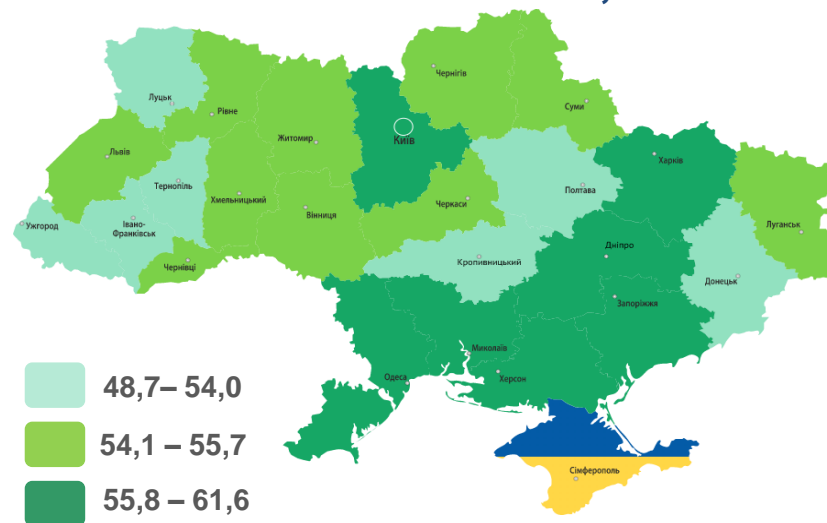 Чернігів
Луцьк
Рівне
Суми
Житомир
Київ
Львів
Харків
Тернопіль
Полтава
Хмельницький
Черкаси
Вінниця
Ужгород
Івано-
Франківськ
Луганськ
Дніпро
Чернівці
Кропивницький
Донецьк
Запоріжжя
Миколаїв
Одеса
Херсон
48,7– 54,0
54,1 – 55,7
55,8 – 61,6
Сімферополь